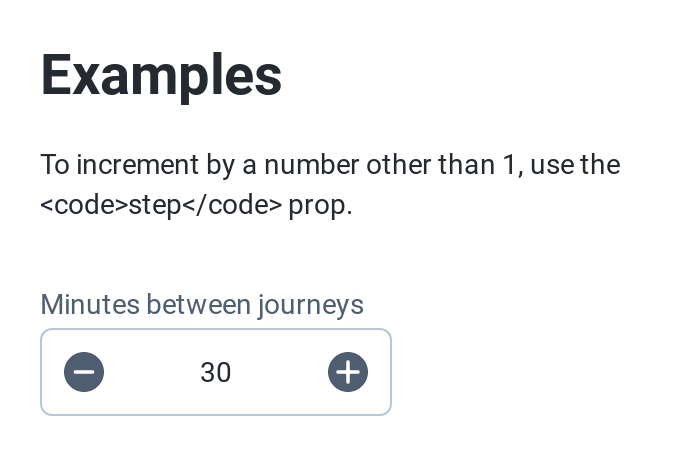 Examples
To increment by a number other than 1, use the
<code>step</code> prop.
Minutes between journeys
30